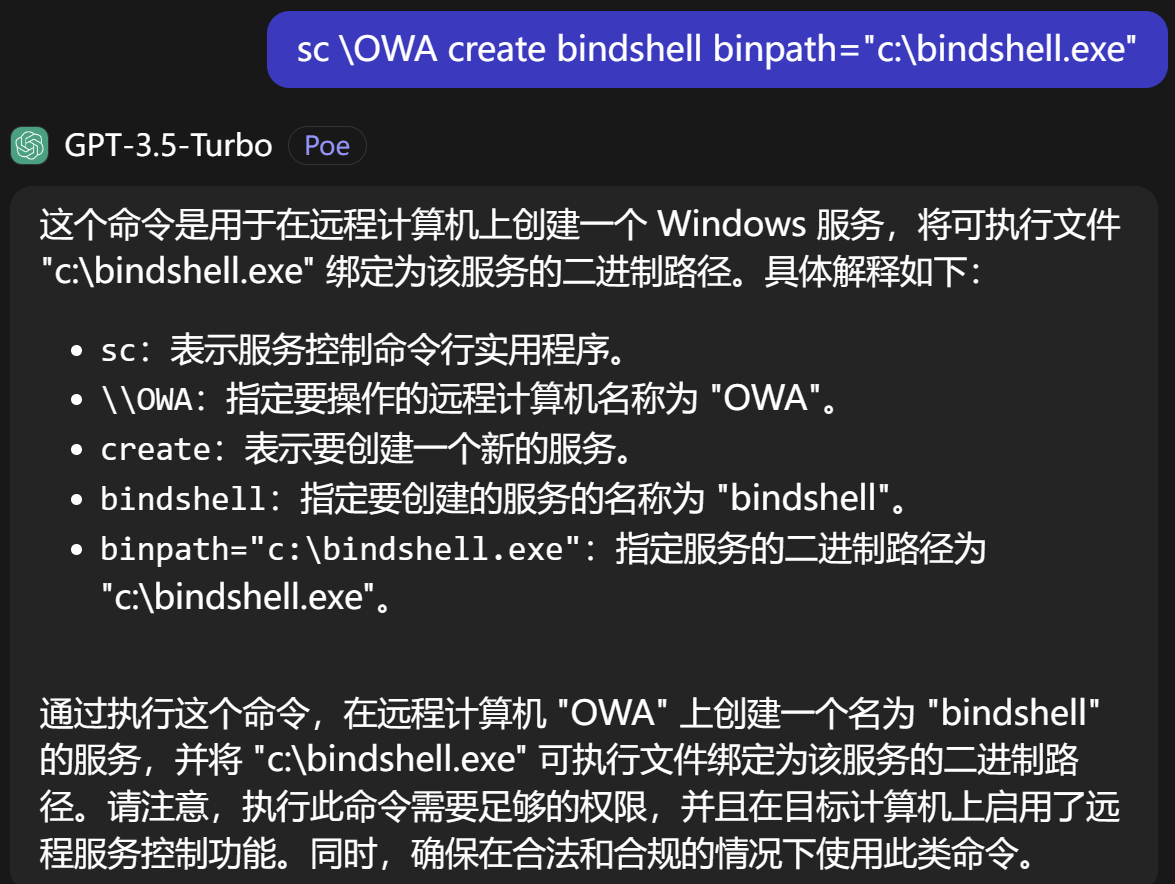 sc \OWA create bindshell binpath="c:\bindshell.exe"
GPT-3.5-Turbo Poe
这个命令是用于在远程计算机上创建一个 Windows 服务，将可执行文件
"c:\bindshell.exe" 绑定为该服务的二进制路径。具体解释如下：
• sc：表示服务控制命令行实用程序。
• \\OWA：指定要操作的远程计算机名称为 "OWA"。
• create：表示要创建一个新的服务。
• bindshell：指定要创建的服务的名称为 "bindshell"。
• binpath="c:\bindshell.exe"：指定服务的二进制路径为
"c:\bindshell.exe"。
通过执行这个命令，在远程计算机 "OWA" 上创建一个名为 "bindshell"
的服务，并将 "c:\bindshell.exe" 可执行文件绑定为该服务的二进制路
径。请注意，执行此命令需要足够的权限，并且在目标计算机上启用了远
程服务控制功能。同时，确保在合法和合规的情况下使用此类命令。